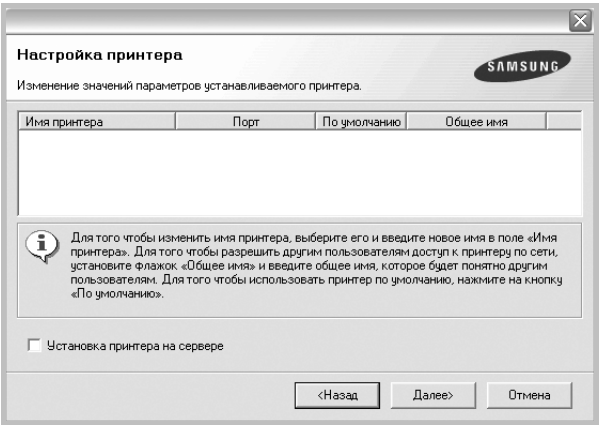 Настройка принтера
SAMSUNG
Изменение значений параметров устанавливаемого принтера.
Имя принтера Порт По умолчанию Общее имя
Для того чтобы изменить имя принтера, выберите его и введите новое имя в поле «Имя
принтера». Для того чтобы разрешить другим пользователям доступ к принтеру по сети,
установите флажок «Общее имя» и введите общее имя, которое будет понятно другим
пользователям. Для того чтобы использовать принтер по умолчанию, нажмите на кнопку
«По умолчанию».
Установка принтера на сервере
<Назад Далее> Отмена